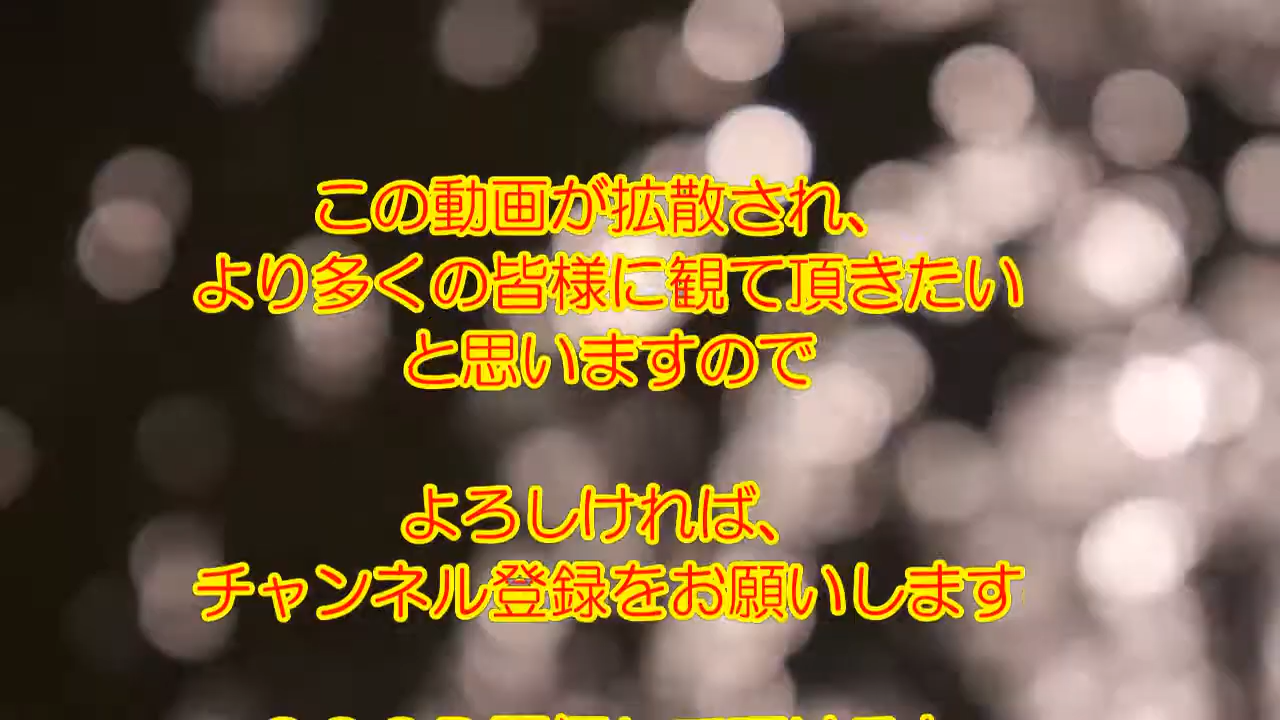 この動画が拡散され、
より多くの皆様に観て頂きたい
と思いますので
よろしければ、
チャンネル登録をお願いします